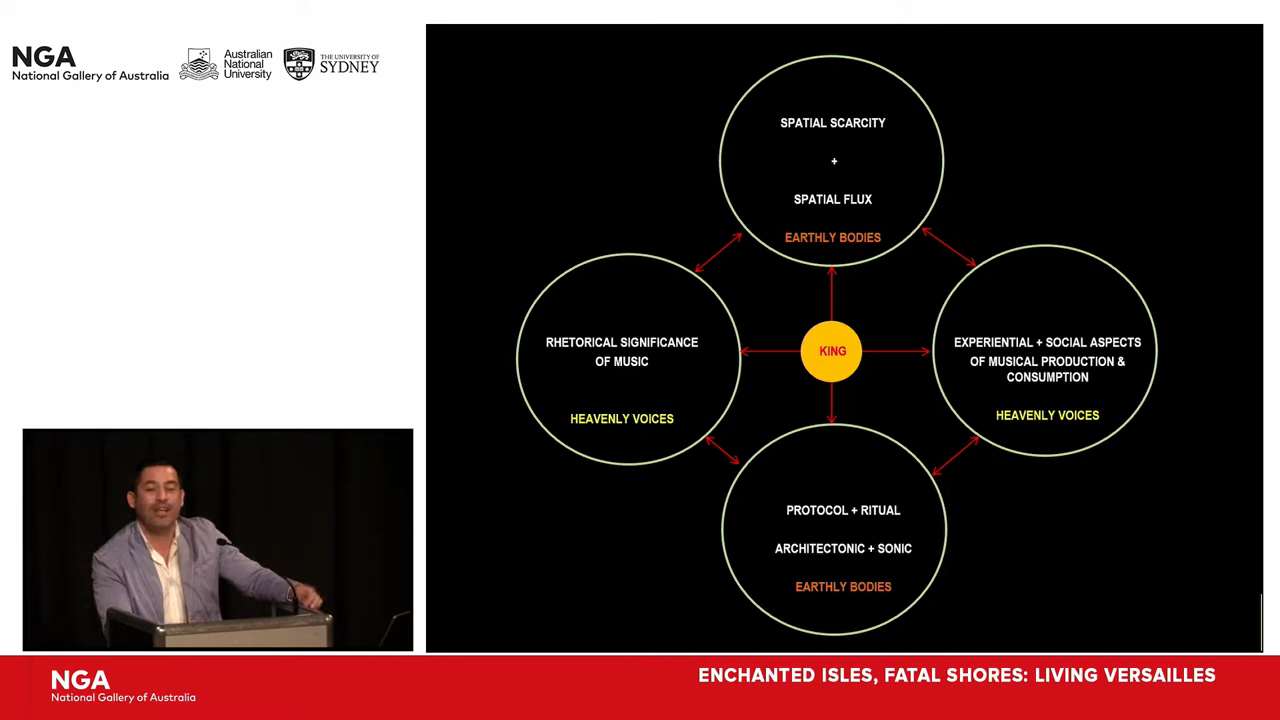 NGA
National Gallery of Australia
Australian
National
University
THE UNIVERSITY OF
SYDNEY
SPATIAL SCARCITY
+
SPATIAL FLUX
EARTHLY BODIES
RHETORICAL SIGNIFICANCE
OF MUSIC
HEAVENLY VOICES
KING
EXPERIENTIAL + SOCIAL ASPECTS
OF MUSICAL PRODUCTION &
CONSUMPTION
HEAVENLY VOICES
PROTOCOL + RITUAL
ARCHITECTONIC + SONIC
EARTHLY BODIES
NGA
National Gallery of Australia
ENCHANTED ISLES, FATAL SHORES: LIVING VERSAILLES